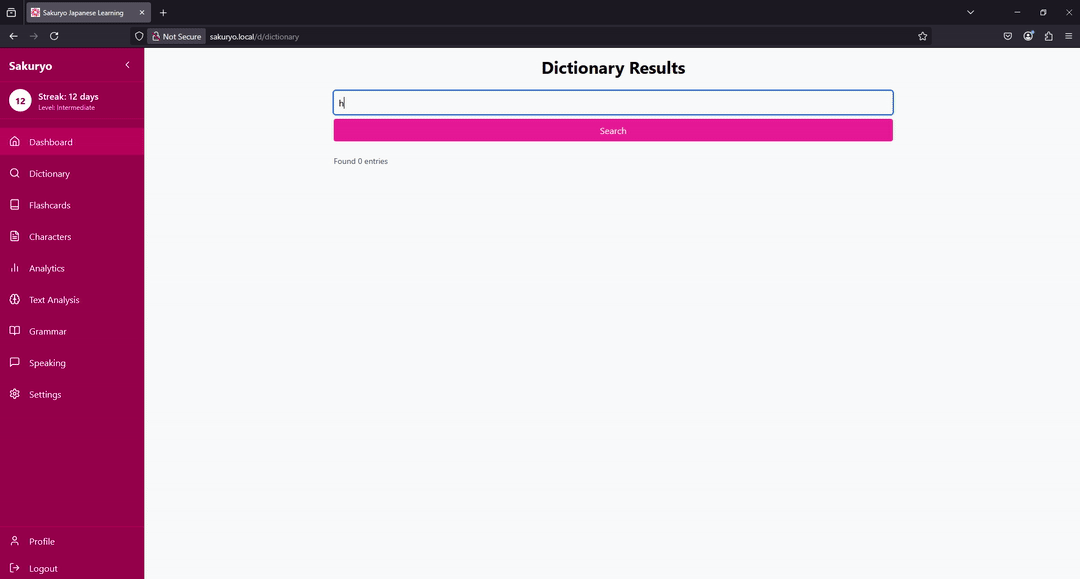 Sakuryo Japanese Learning
Not Secure
sakuryo.local/d/dictionary
Sakuryo
12
Streak: 12 days
Level: Intermediate
Dashboard
Dictionary
Flashcards
Characters
Analytics
Text Analysis
Grammar
Speaking
Settings
Profile
Logout
Dictionary Results
h
Search
Found 0 entries